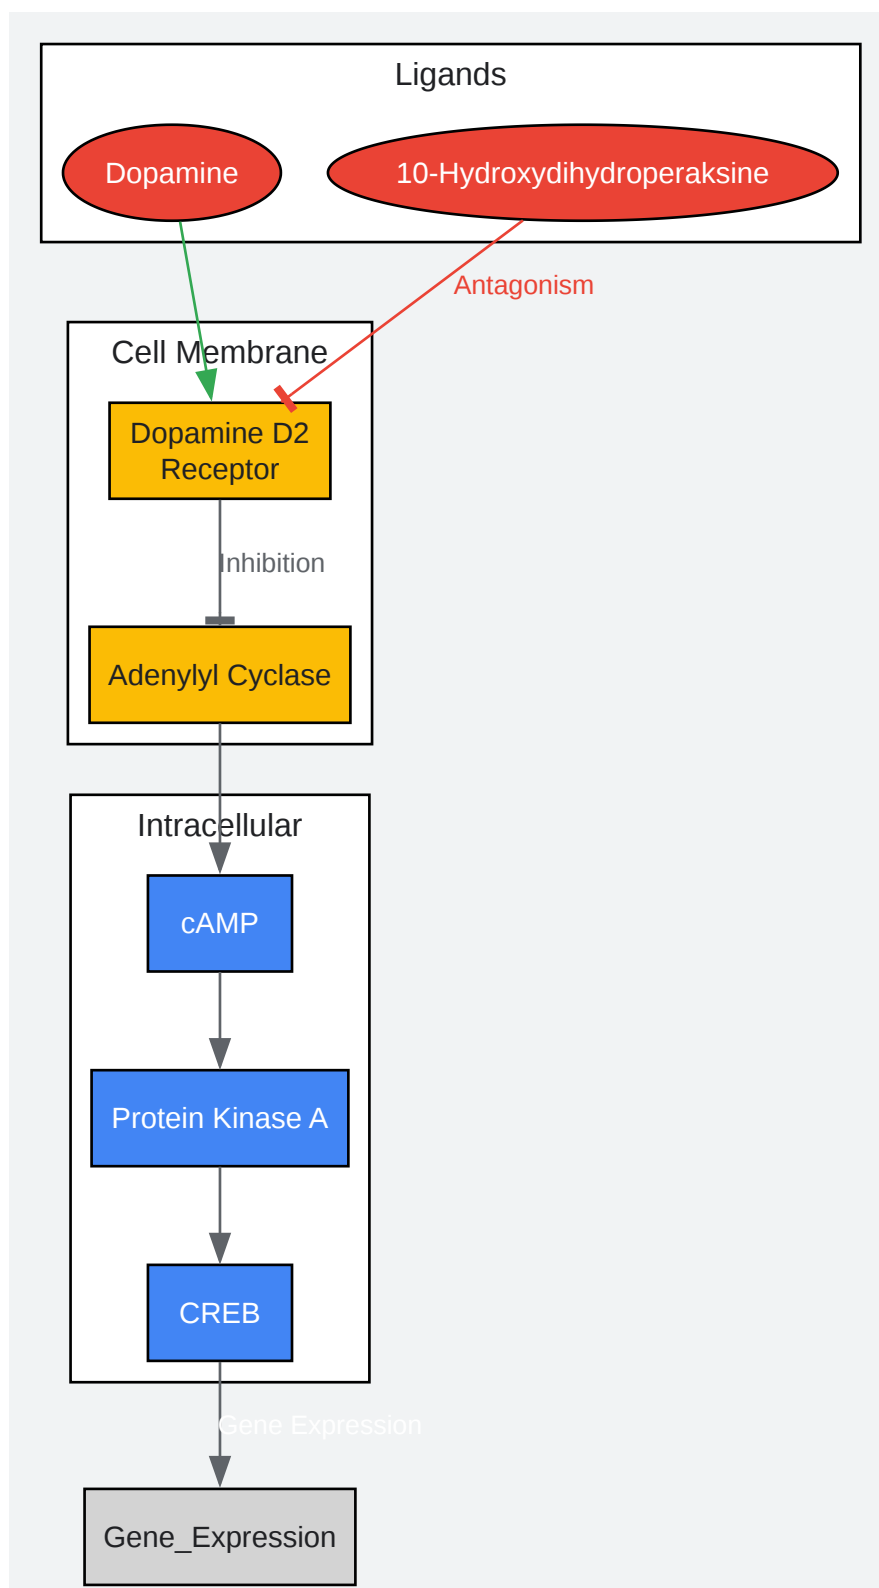 Ligands
Dopamine
10-Hydroxydihydroperaksine
Antagonism
Cell Membrane
Dopamine D2
Receptor
Inhibition
Adenylyl Cyclase
Intracellular
cAMP
Protein Kinase A
CREB
Gene Expression
Gene_Expression